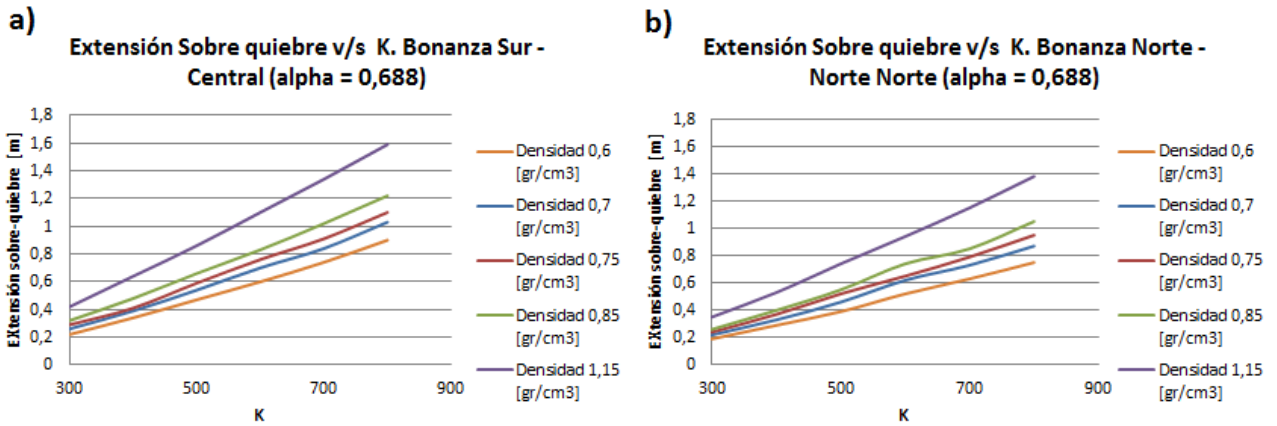 a)
Extensión Sobre quiebre v/s K. Bonanza Sur -
Central (alpha = 0,688)
EXtensión sobre-quiebre [m]
1,8
1,6
1,4
1,2
1
0,8
0,6
0,4
0,2
0
300
500
700
900
K
Densidad 0,6
[gr/cm3]
Densidad 0,7
[gr/cm3]
Densidad 0,75
[gr/cm3]
Densidad 0,85
[gr/cm3]
Densidad 1,15
[gr/cm3]
b)
Extensión Sobre quiebre v/s K. Bonanza Norte -
Norte Norte (alpha = 0,688)
EXtensión sobre-quiebre [m]
1,8
1,6
1,4
1,2
1
0,8
0,6
0,4
0,2
0
300
500
700
900
K
Densidad 0,6
[gr/cm3]
Densidad 0,7
[gr/cm3]
Densidad 0,75
[gr/cm3]
Densidad 0,85
[gr/cm3]
Densidad 1,15
[gr/cm3]